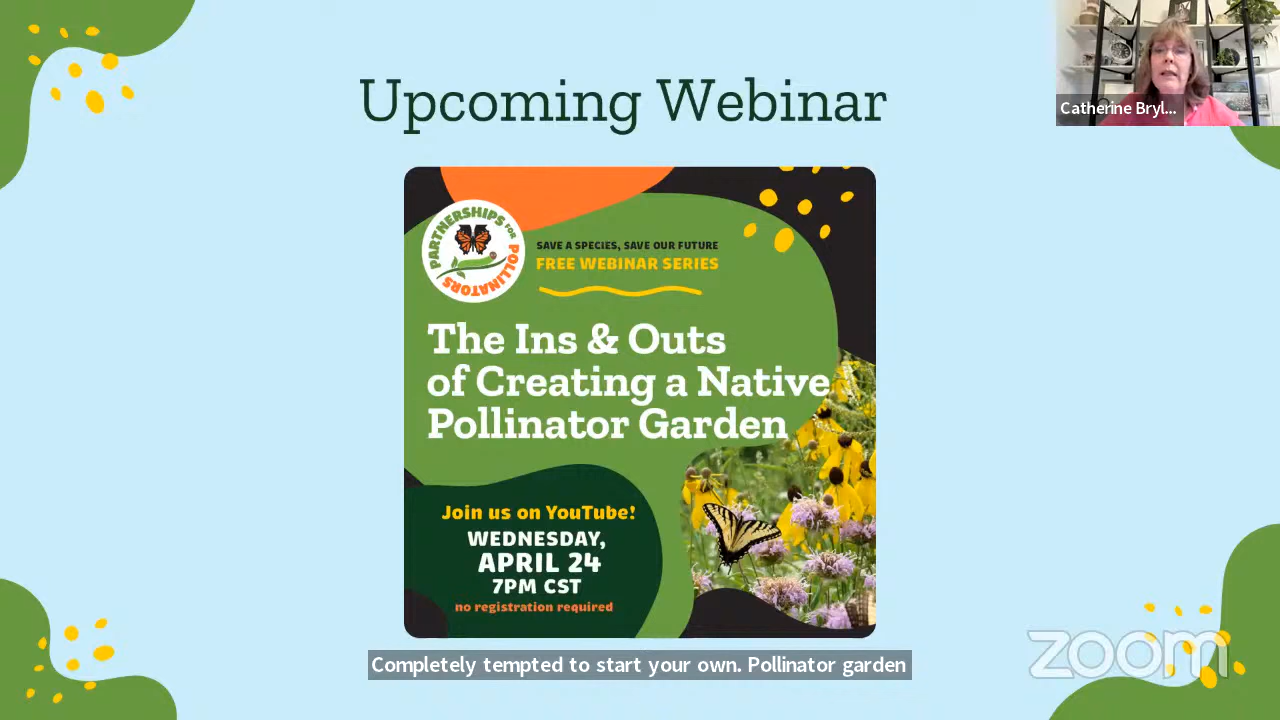 Upcoming Webinar
Catherine Bryl...
PARTNERSHIPS FOR POLLINATORS
SAVE A SPECIES, SAVE OUR FUTURE
FREE WEBINAR SERIES
The Ins & Outs
of Creating a Native
Pollinator Garden
Join us on YouTube!
WEDNESDAY,
APRIL 24
7PM CST
no registration required
Completely tempted to start your own. Pollinator garden
zoom